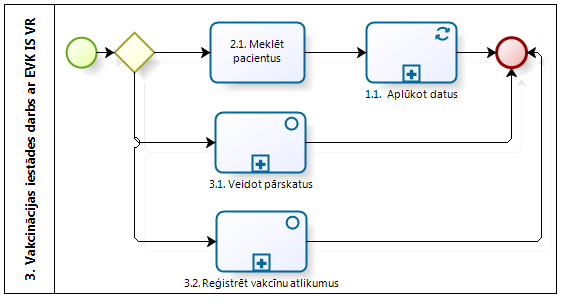 3. Vakcinācijas iestādes darbs ar EVK IS VR
2.1. Meklēt
pacientus
1.1. Aplūkot datus
3.1. Veidot pārskatus
3.2. Reģistrēt vakcīnu atlikumus